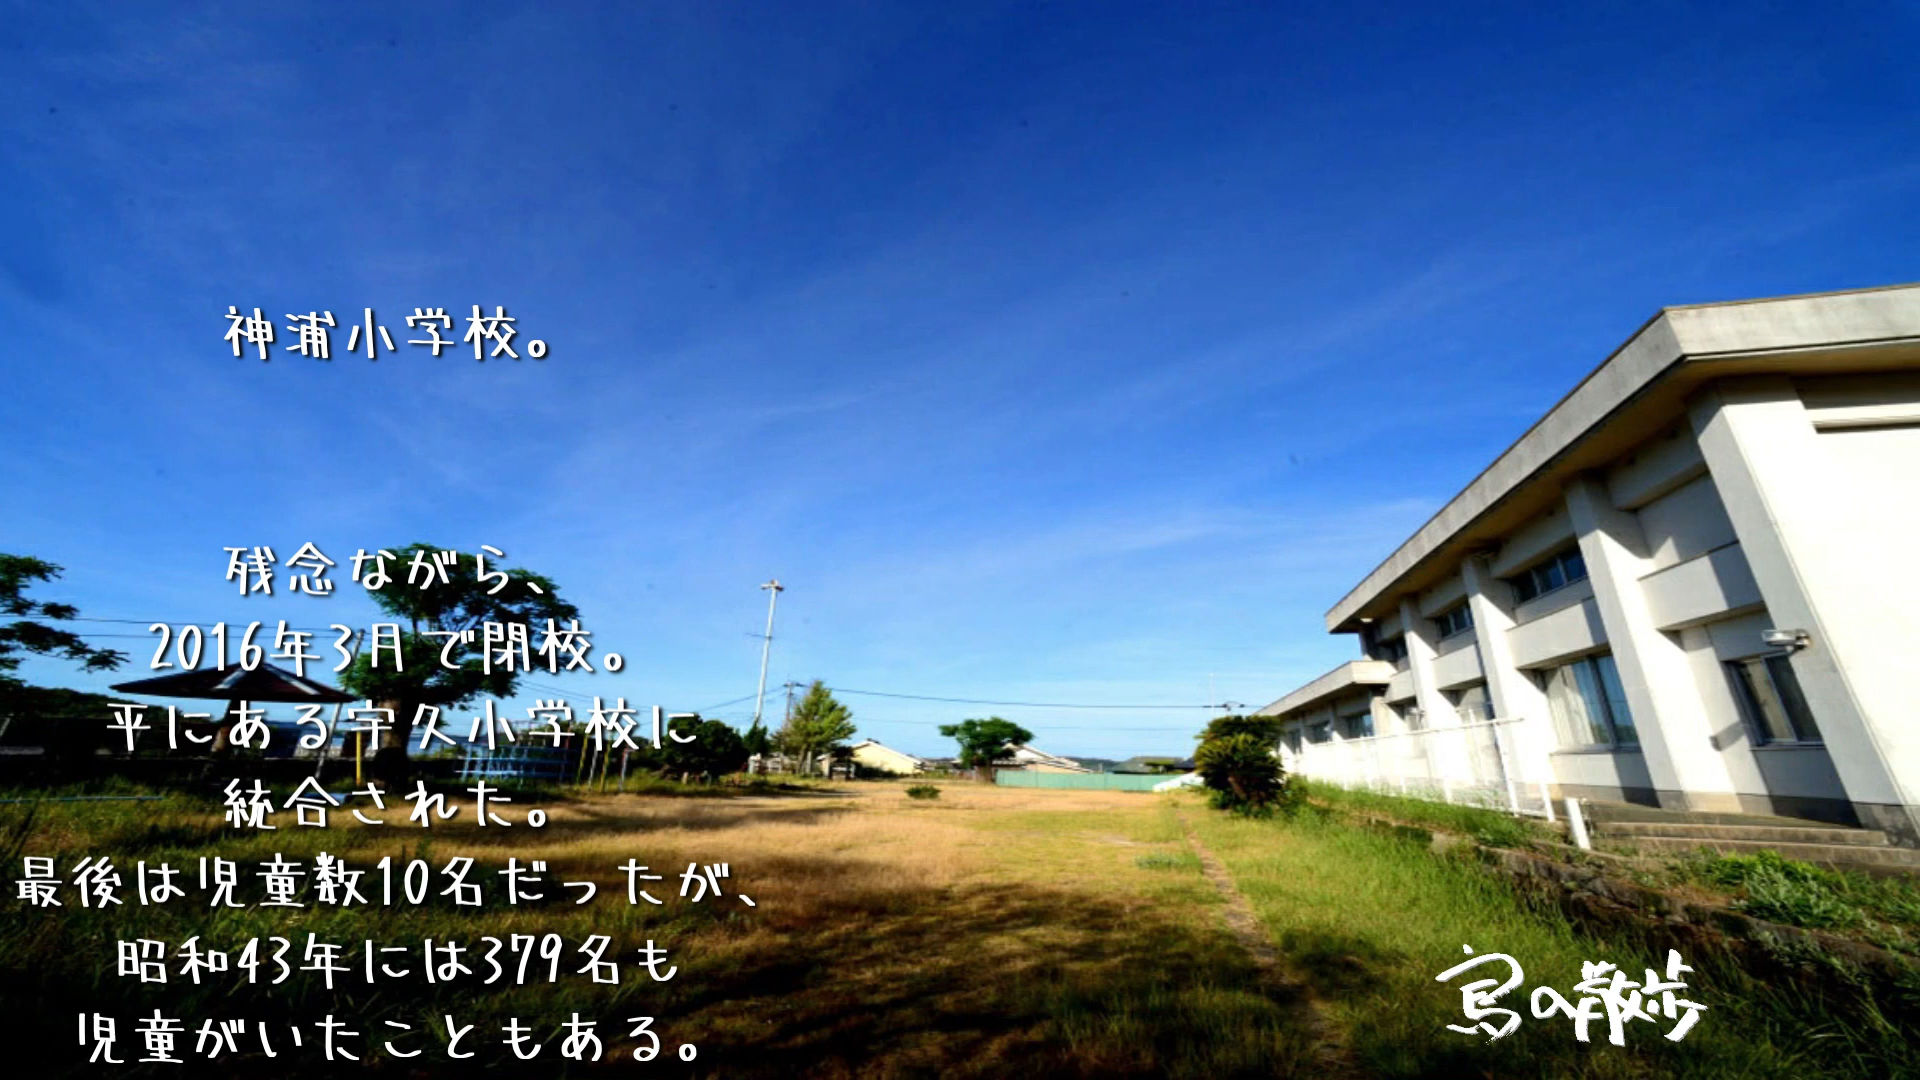 神浦小学校。
残念ながら、
2016年3月で閉校。
平にある宇久小学校に
統合された。
最後は児童数10名だったが、
昭和43年には379名も
児童がいたこともある。
の散歩